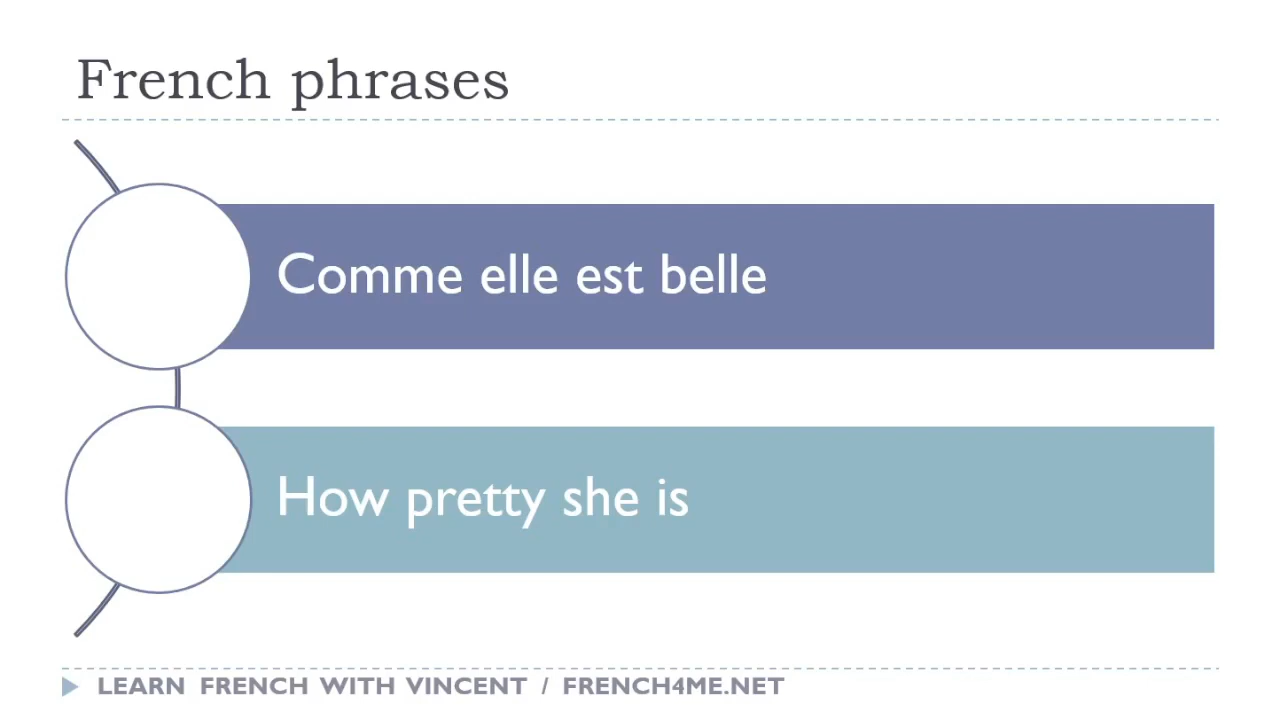 French phrases
Comme elle est belle
How pretty she is
LEARN FRENCH WITH VINCENT / FRENCH4ME.NET